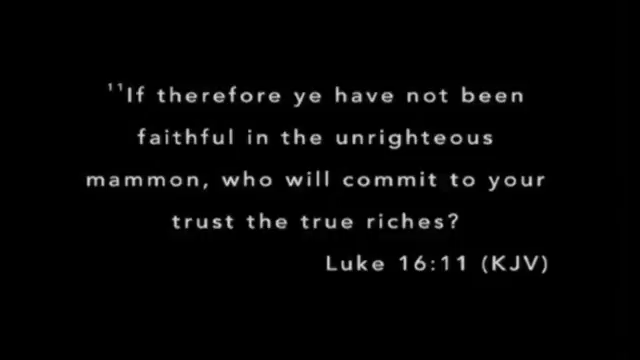 ¹¹If therefore ye have not been
faithful in the unrighteous
mammon, who will commit to your
trust the true riches?
Luke 16:11 (KJV)